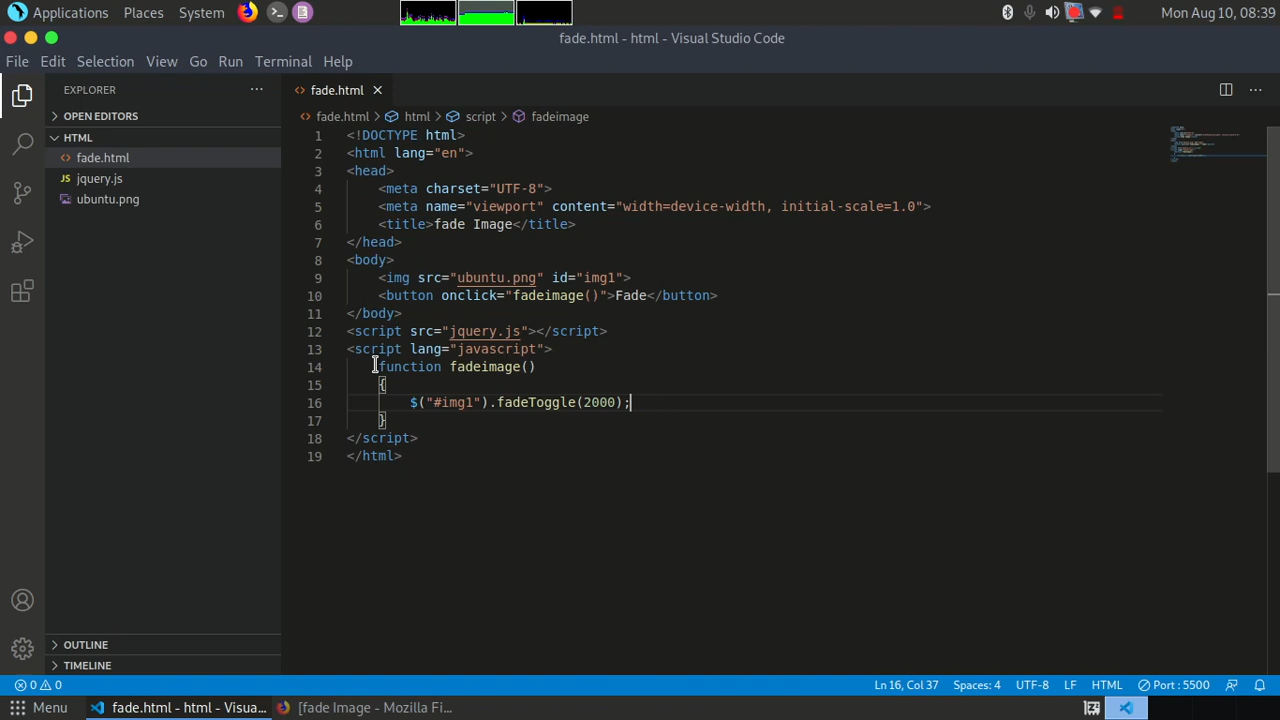 Applications Places System Mon Aug 10, 08:39
fade.html - html - Visual Studio Code
File Edit Selection View Go Run Terminal Help
EXPLORER ···
OPEN EDITORS
HTML
fade.html
JS jquery.js
ubuntu.png
OUTLINE
TIMELINE
fade.html
fade.html > html > script > fadeimage
1 <!DOCTYPE html>
2 <html lang="en">
3 <head>
4 <meta charset="UTF-8">
5 <meta name="viewport" content="width=device-width, initial-scale=1.0">
6 <title>fade Image</title>
7 </head>
8 <body>
9 <img src="ubuntu.png" id="img1">
10 <button onclick="fadeimage()">Fade</button>
11 </body>
12 <script src="jquery.js"></script>
13 <script lang="javascript">
14 function fadeimage()
15 {
16 $("#img1").fadeToggle(2000);
17 }
18 </script>
19 </html>
0 0 Ln 16, Col 37 Spaces: 4 UTF-8 LF HTML Port : 5500
Menu fade.html - html - Visua... [fade Image - Mozilla Fi...